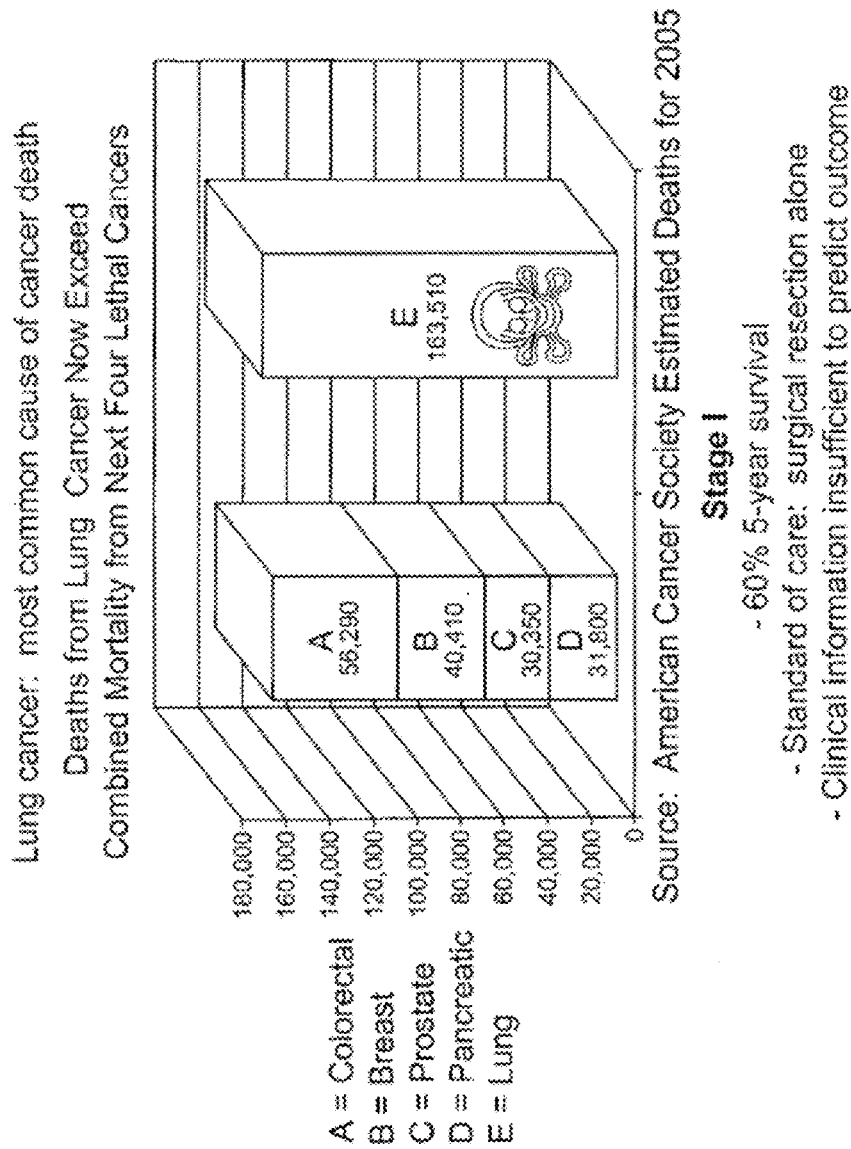 Lung cancer: most common cause of cancer death
Deaths from Lung Cancer Now Exceed
Combined Mortality from Next Four Lethal Cancers
A = Colorectal
B = Breast
C = Prostate
D = Pancreatic
E = Lung
180,000
160,000
140,000
120,000
100,000
80,000
60,000
40,000
20,000
0
A
56,290
B
40,410
C
30,350
D
31,800
E
163,510
Source: American Cancer Society Estimated Deaths for 2005
Stage I
- 60% 5-year survival
- Standard of care: surgical resection alone
- Clinical information insufficient to predict outcome